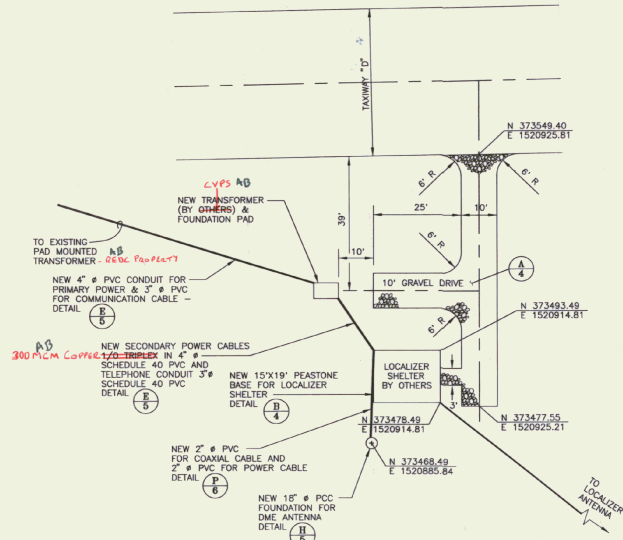 TAXIWAY "D"
N 373549.40
E 1520925.81
CVPS AB
NEW TRANSFORMER
(BY OTHERS) &
FOUNDATION PAD
6' R
6' R
39'
25'
10'
10'
6' R
TO EXISTING
PAD MOUNTED AB
TRANSFORMER - REDC PROPERTY
10' GRAVEL DRIVE
A
4
NEW 4" ø PVC CONDUIT FOR
PRIMARY POWER & 3" ø PVC
FOR COMMUNICATION CABLE –
DETAIL
E
5
N 373493.49
E 1520914.81
6' R
AB
300 MCM COPPER
NEW SECONDARY POWER CABLES
1/0 TRIPLEX IN 4" ø
SCHEDULE 40 PVC AND
TELEPHONE CONDUIT 3"ø
SCHEDULE 40 PVC
DETAIL
E
5
NEW 15'X19' PEASTONE
BASE FOR LOCALIZER
SHELTER
DETAIL
B
4
LOCALIZER
SHELTER
BY OTHERS
3'
N 373478.49
E 1520914.81
N 373477.55
E 1520925.21
NEW 2" ø PVC
FOR COAXIAL CABLE AND
2" ø PVC FOR POWER CABLE
DETAIL
P
6
N 373468.49
E 1520885.84
NEW 18" ø PCC
FOUNDATION FOR
DME ANTENNA
DETAIL
H
5
TO
LOCALIZER
ANTENNA